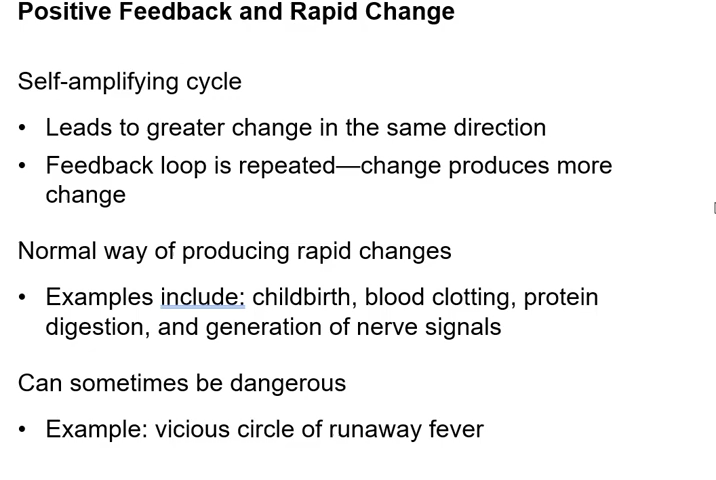 Positive Feedback and Rapid Change
Self-amplifying cycle
• Leads to greater change in the same direction
• Feedback loop is repeated—change produces more
change
Normal way of producing rapid changes
• Examples include: childbirth, blood clotting, protein
digestion, and generation of nerve signals
Can sometimes be dangerous
• Example: vicious circle of runaway fever